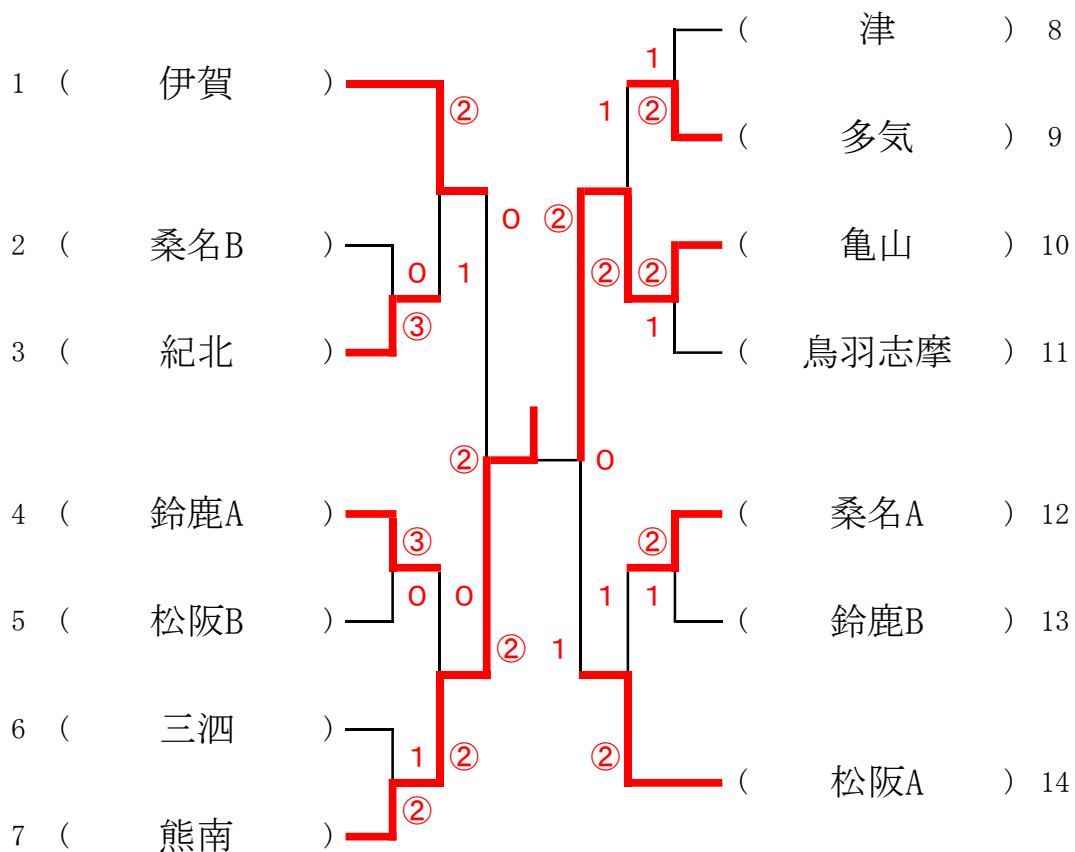 ( 津 ) 8
1 ( 伊賀 )
1
②
1 ②
( 多気 ) 9
0 ②
2 ( 桑名B )
( 亀山 ) 10
0 1
② ②
③
1
3 ( 紀北 )
( 鳥羽志摩 ) 11
②
0
4 ( 鈴鹿A )
( 桑名A ) 12
③
②
0 0
1 1
5 ( 松阪B )
( 鈴鹿B ) 13
② 1
6 ( 三泗 )
1 ②
②
( 松阪A ) 14
②
7 ( 熊南 )